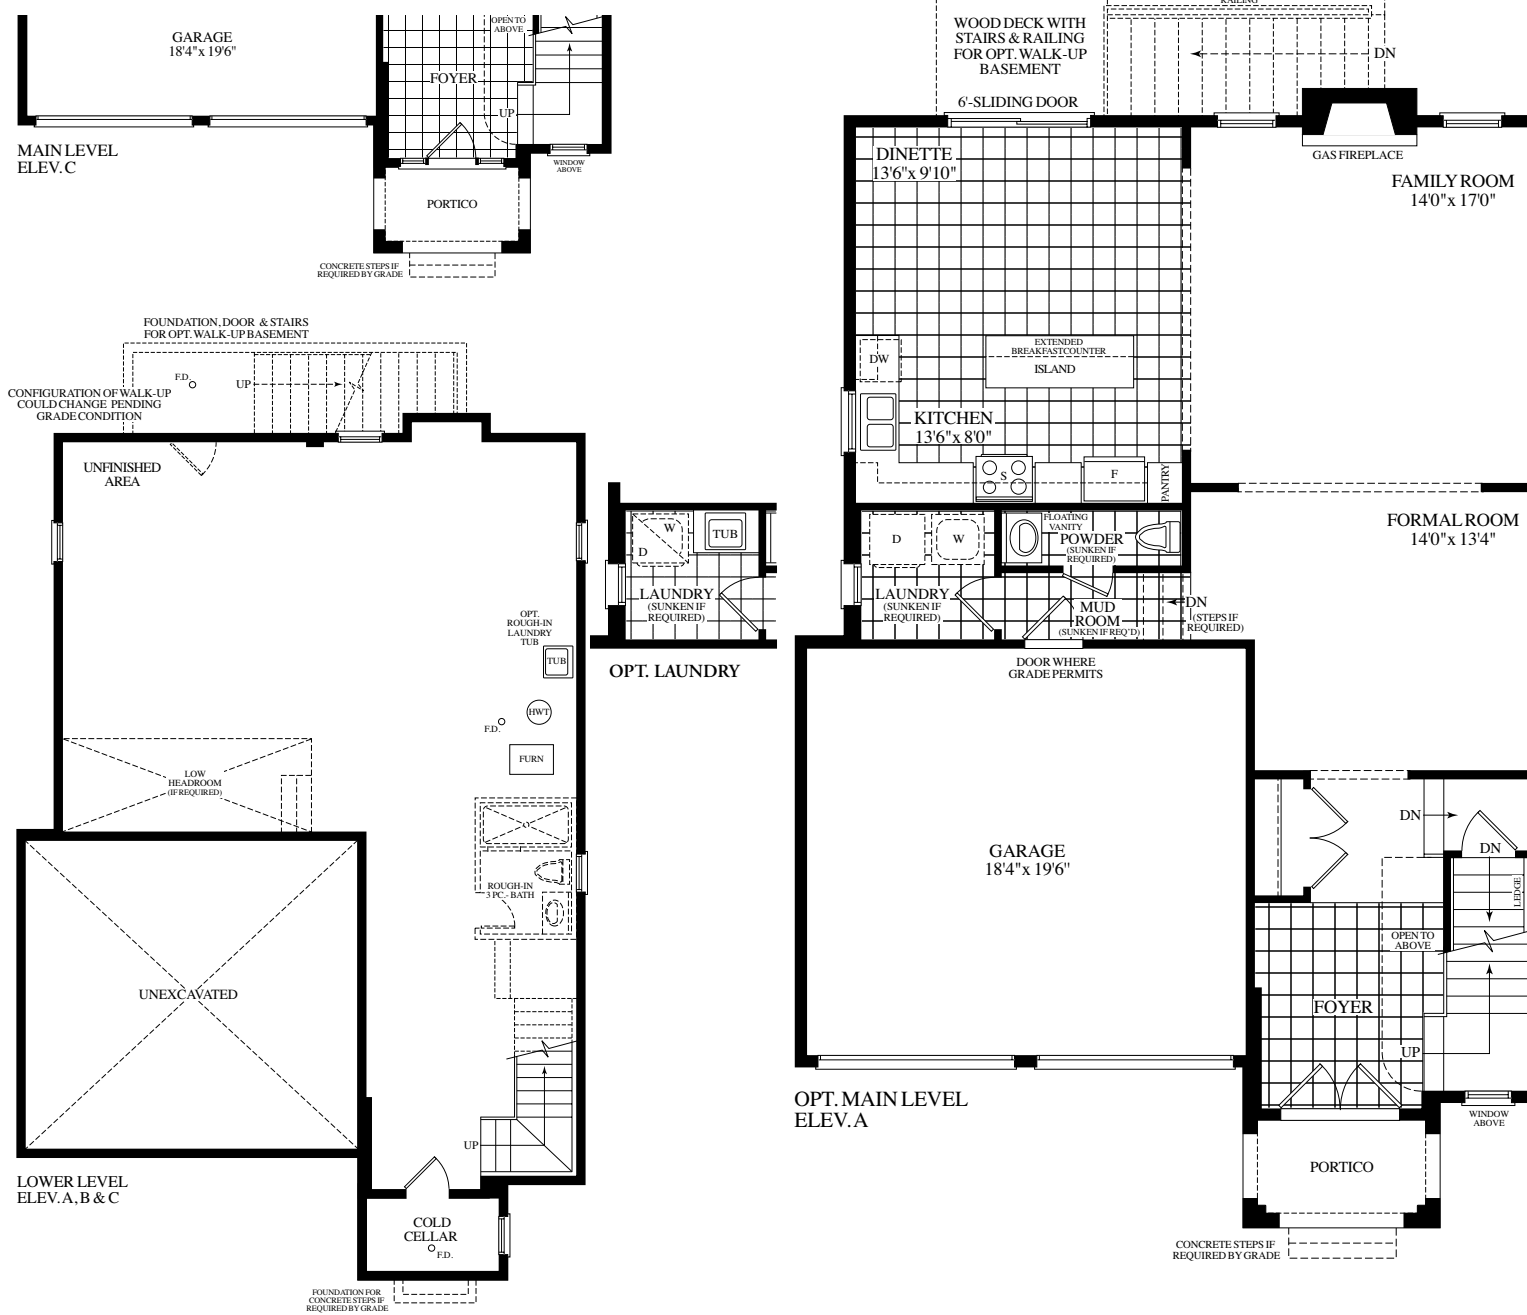 GARAGE
18'4"x 19'6"
OPEN TO
ABOVE
FOYER
UP
MAIN LEVEL
ELEV. C
WINDOW
ABOVE
PORTICO
CONCRETE STEPS IF
REQUIRED BY GRADE
FOUNDATION, DOOR & STAIRS
FOR OPT. WALK-UP BASEMENT
F.D.
UP
CONFIGURATION OF WALK-UP
COULD CHANGE PENDING
GRADE CONDITION
UNFINISHED
AREA
OPT.
ROUGH-IN
LAUNDRY
TUB
TUB
HWT
F.D.
FURN
LOW
HEADROOM
(IF REQUIRED)
ROUGH-IN
3 PC.- BATH
UNEXCAVATED
UP
LOWER LEVEL
ELEV. A, B & C
COLD
CELLAR
F.D.
FOUNDATION FOR
CONCRETE STEPS IF
REQUIRED BY GRADE
W
D
TUB
LAUNDRY
(SUNKEN IF
REQUIRED)
OPT. LAUNDRY
RAILING
WOOD DECK WITH
STAIRS & RAILING
FOR OPT. WALK-UP
BASEMENT
DN
6'-SLIDING DOOR
DINETTE
13'6"x 9'10"
GAS FIREPLACE
FAMILY ROOM
14'0"x 17'0"
DW
EXTENDED
BREAKFAST COUNTER
ISLAND
KITCHEN
13'6"x 8'0"
S
F
PANTRY
FORMAL ROOM
14'0"x 13'4"
D
W
FLOATING
VANITY
POWDER
(SUNKEN IF
REQUIRED)
LAUNDRY
(SUNKEN IF
REQUIRED)
MUD
ROOM
(SUNKEN IF REQ'D)
DN
(STEPS IF
REQUIRED)
DOOR WHERE
GRADE PERMITS
GARAGE
18'4"x 19'6"
DN
DN
LEDGE
OPEN TO
ABOVE
FOYER
UP
OPT. MAIN LEVEL
ELEV. A
WINDOW
ABOVE
PORTICO
CONCRETE STEPS IF
REQUIRED BY GRADE